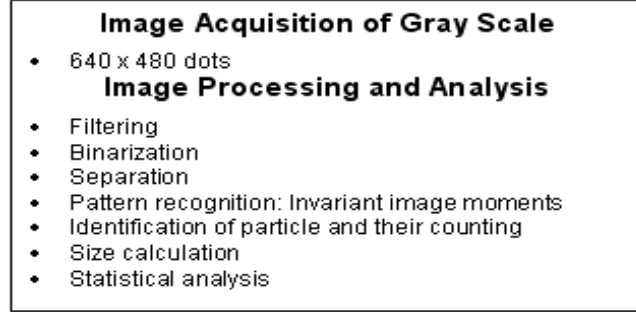 Image Acquisition of Gray Scale
• 640 x 480 dots
Image Processing and Analysis
• Filtering
• Binarization
• Separation
• Pattern recognition: Invariant image moments
• Identification of particle and their counting
• Size calculation
• Statistical analysis